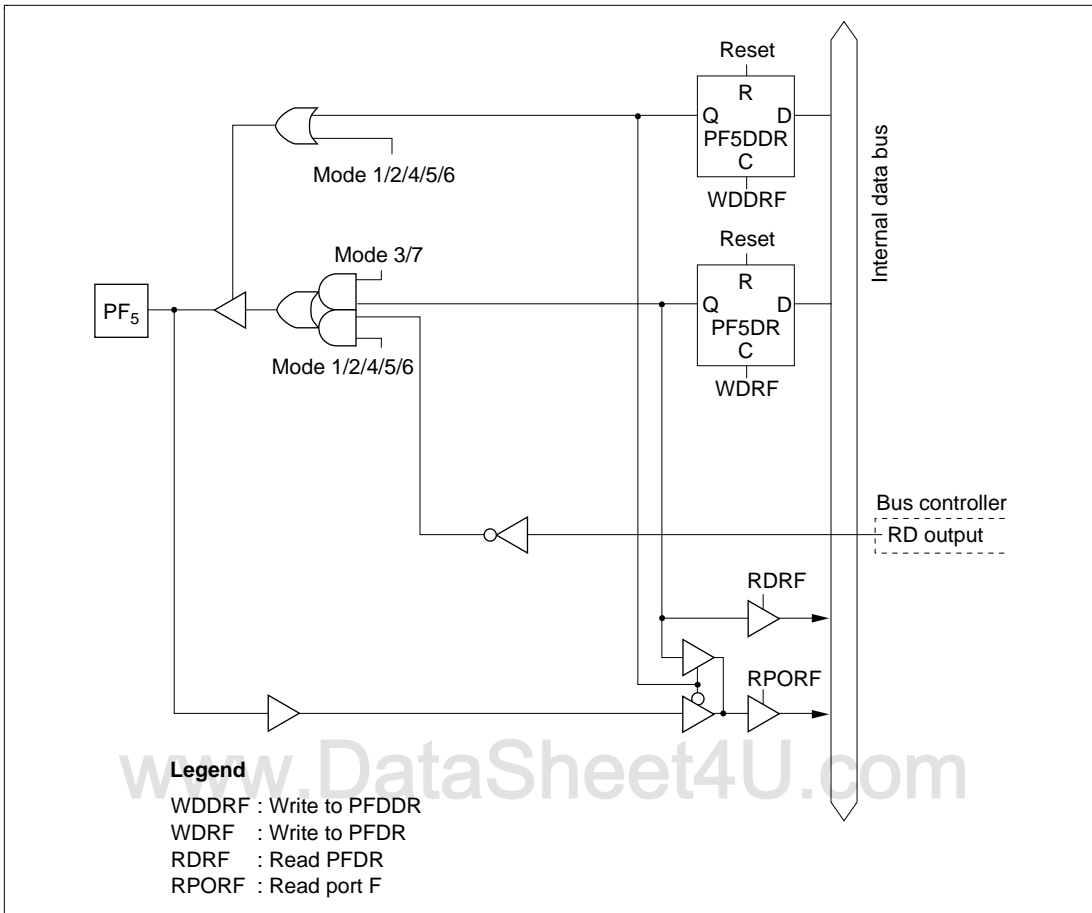 Reset
R
Q D
PF5DDR
C
WDDRF
Mode 1/2/4/5/6
Internal data bus
Reset
R
Q D
PF5DR
C
WDRF
Mode 3/7
PF5
Mode 1/2/4/5/6
Bus controller
RD output
RDRF
RPORF
www.DataSheet4U.com
Legend
WDDRF : Write to PFDDR
WDRF : Write to PFDR
RDRF : Read PFDR
RPORF : Read port F